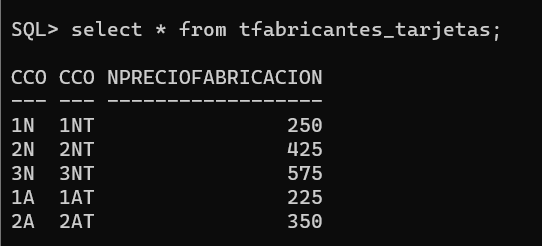 SQL> select * from tfabricantes_tarjetas;
CCO CCO NPRECIOFABRICACION
--- --- ------------------
1N  1NT                250
2N  2NT                425
3N  3NT                575
1A  1AT                225
2A  2AT                350